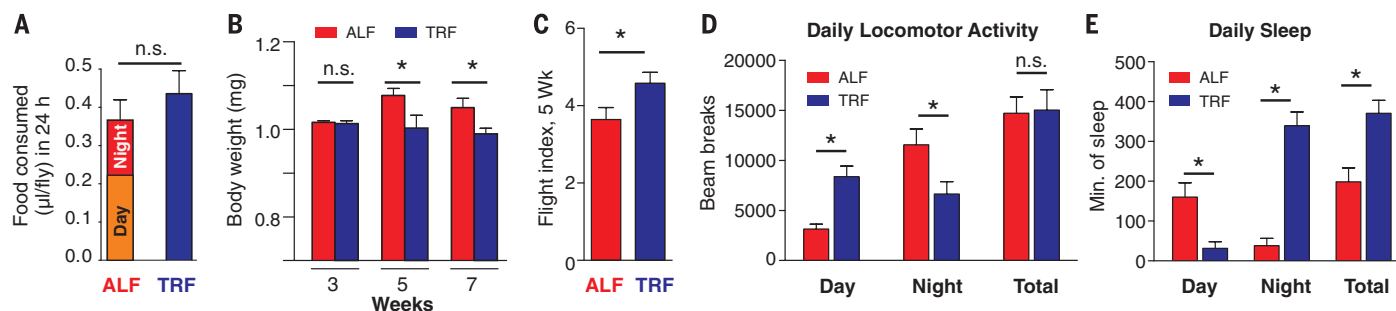 A
n.s.
Food consumed
(µl/fly) in 24 h
0.5
0.4
0.3
0.2
0.1
0.0
Night
Day
ALF
TRF
B
ALF
TRF
Body weight (mg)
1.2
1.0
0.8
n.s.
*
*
3
5
7
Weeks
C
*
Flight index, 5 Wk
6
4
2
0
ALF
TRF
D
Daily Locomotor Activity
ALF
TRF
Beam breaks
20000
15000
10000
5000
0
*
*
n.s.
Day
Night
Total
E
Daily Sleep
ALF
TRF
Min. of sleep
500
400
300
200
100
0
*
*
*
Day
Night
Total